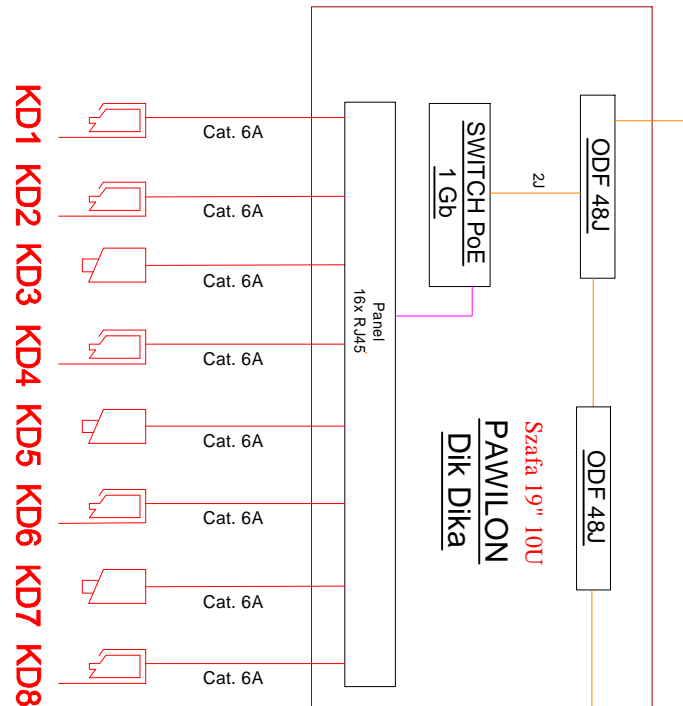 KD1
Cat. 6A
KD2
Cat. 6A
KD3
Cat. 6A
KD4
Cat. 6A
KD5
Cat. 6A
KD6
Cat. 6A
KD7
Cat. 6A
KD8
Cat. 6A
Panel
16x RJ45
SWITCH PoE
1 Gb
2J
ODF 48J
ODF 48J
Szafa 19" 10U
PAWILON
Dik Dika